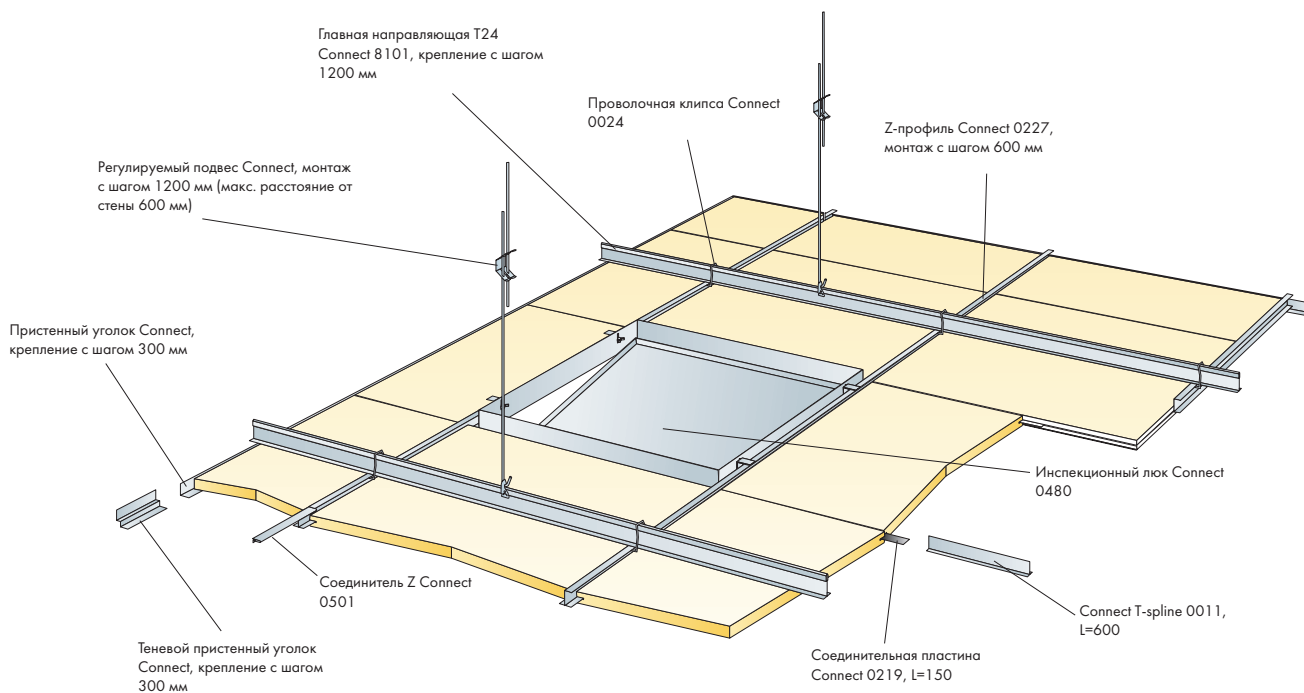 Главная направляющая T24
Connect 8101, крепление с шагом
1200 мм
Проволочная клипса Connect
0024
Z-профиль Connect 0227,
монтаж с шагом 600 мм
Регулируемый подвес Connect, монтаж
с шагом 1200 мм (макс. расстояние от
стены 600 мм)
Пристенный уголок Connect,
крепление с шагом 300 мм
Инспекционный люк Connect
0480
Соединитель Z Connect
0501
Connect T-spline 0011,
L=600
Теневой пристенный уголок
Connect, крепление с шагом
300 мм
Соединительная пластина
Connect 0219, L=150